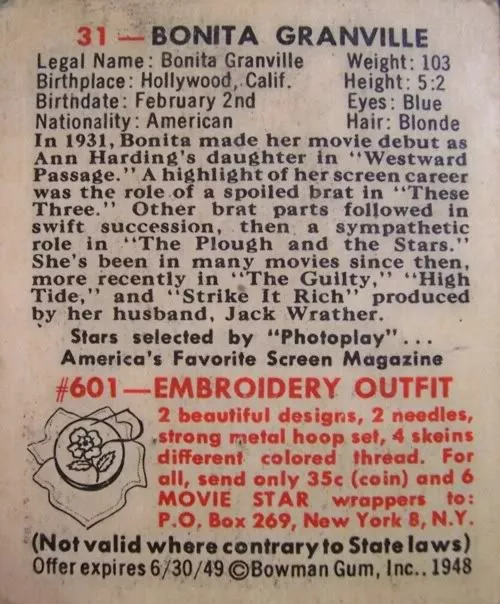 31 — BONITA GRANVILLE
Legal Name: Bonita Granville Weight: 103
Birthplace: Hollywood, Calif. Height: 5:2
Birthdate: February 2nd Eyes: Blue
Nationality: American Hair: Blonde
In 1931, Bonita made her movie debut as
Ann Harding's daughter in "Westward
Passage." A highlight of her screen career
was the role of a spoiled brat in "These
Three." Other brat parts followed in
swift succession, then a sympathetic
role in "The Plough and the Stars."
She's been in many movies since then,
more recently in "The Guilty," "High
Tide," and "Strike It Rich" produced
by her husband, Jack Wrather.
Stars selected by "Photoplay"...
America's Favorite Screen Magazine
#601—EMBROIDERY OUTFIT
2 beautiful designs, 2 needles,
strong metal hoop set, 4 skeins
different colored thread. For
all, send only 35c (coin) and 6
MOVIE STAR wrappers to:
P.O. Box 269, New York 8, N.Y.
(Not valid where contrary to State laws)
Offer expires 6/30/49 ©Bowman Gum, Inc.. 1948